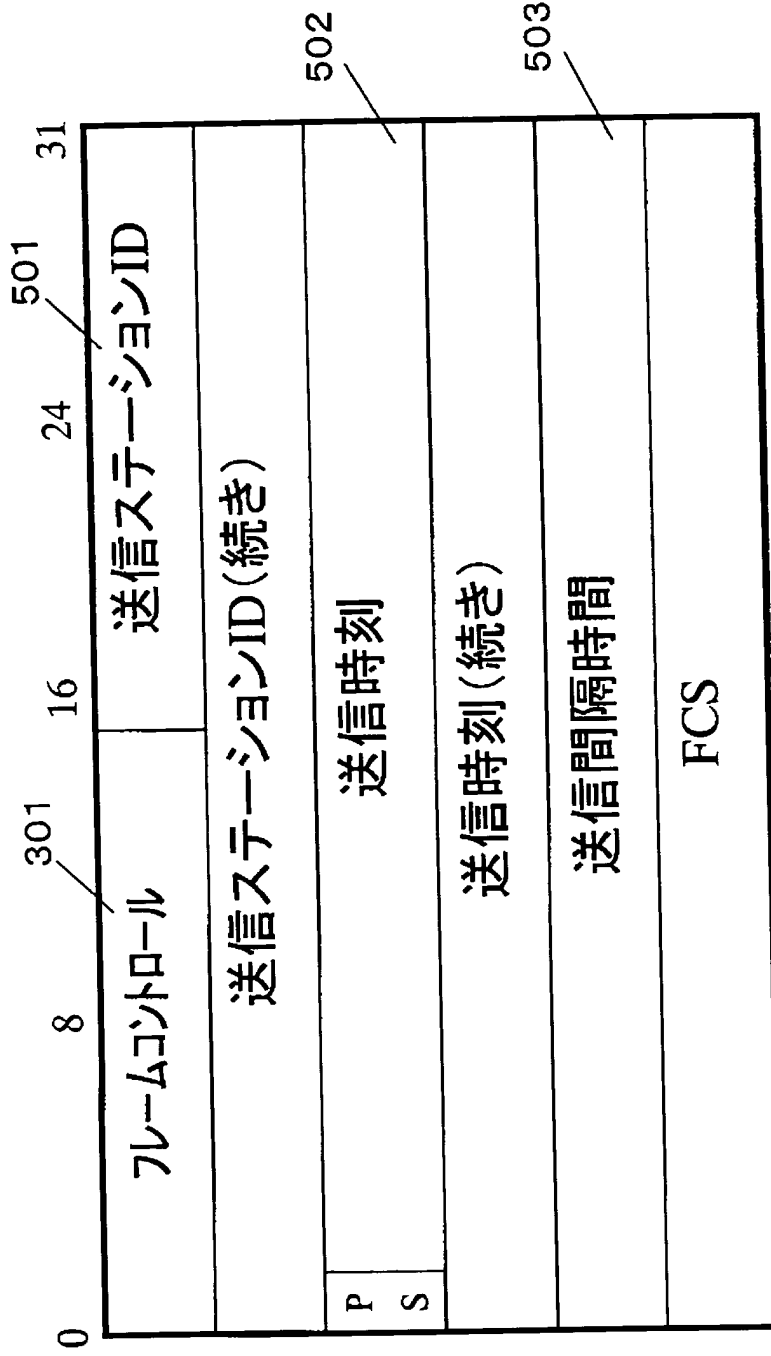 301
501
0
8
16
24
31
フレームコントロール
送信ステーションID
送信ステーションID(続き)
P
S
送信時刻
502
送信時刻(続き)
送信間隔時間
503
FCS